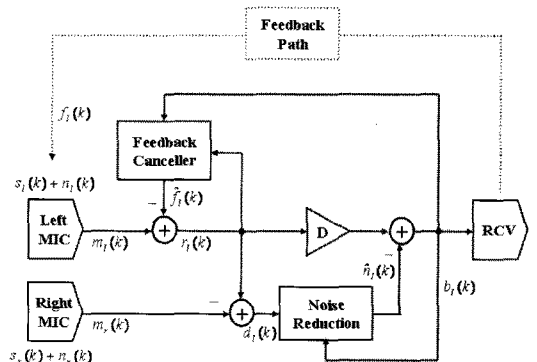 Feedback
Path
f_l(k)
Feedback
Canceller
s_l(k) + n_l(k)
f̂_l(k)
−
Left
MIC
m_l(k)
+
r_l(k)
D
+
RCV
−
n̂_l(k)
b_l(k)
Right
MIC
m_r(k)
−
+
d_l(k)
Noise
Reduction
s_r(k) + n_r(k)